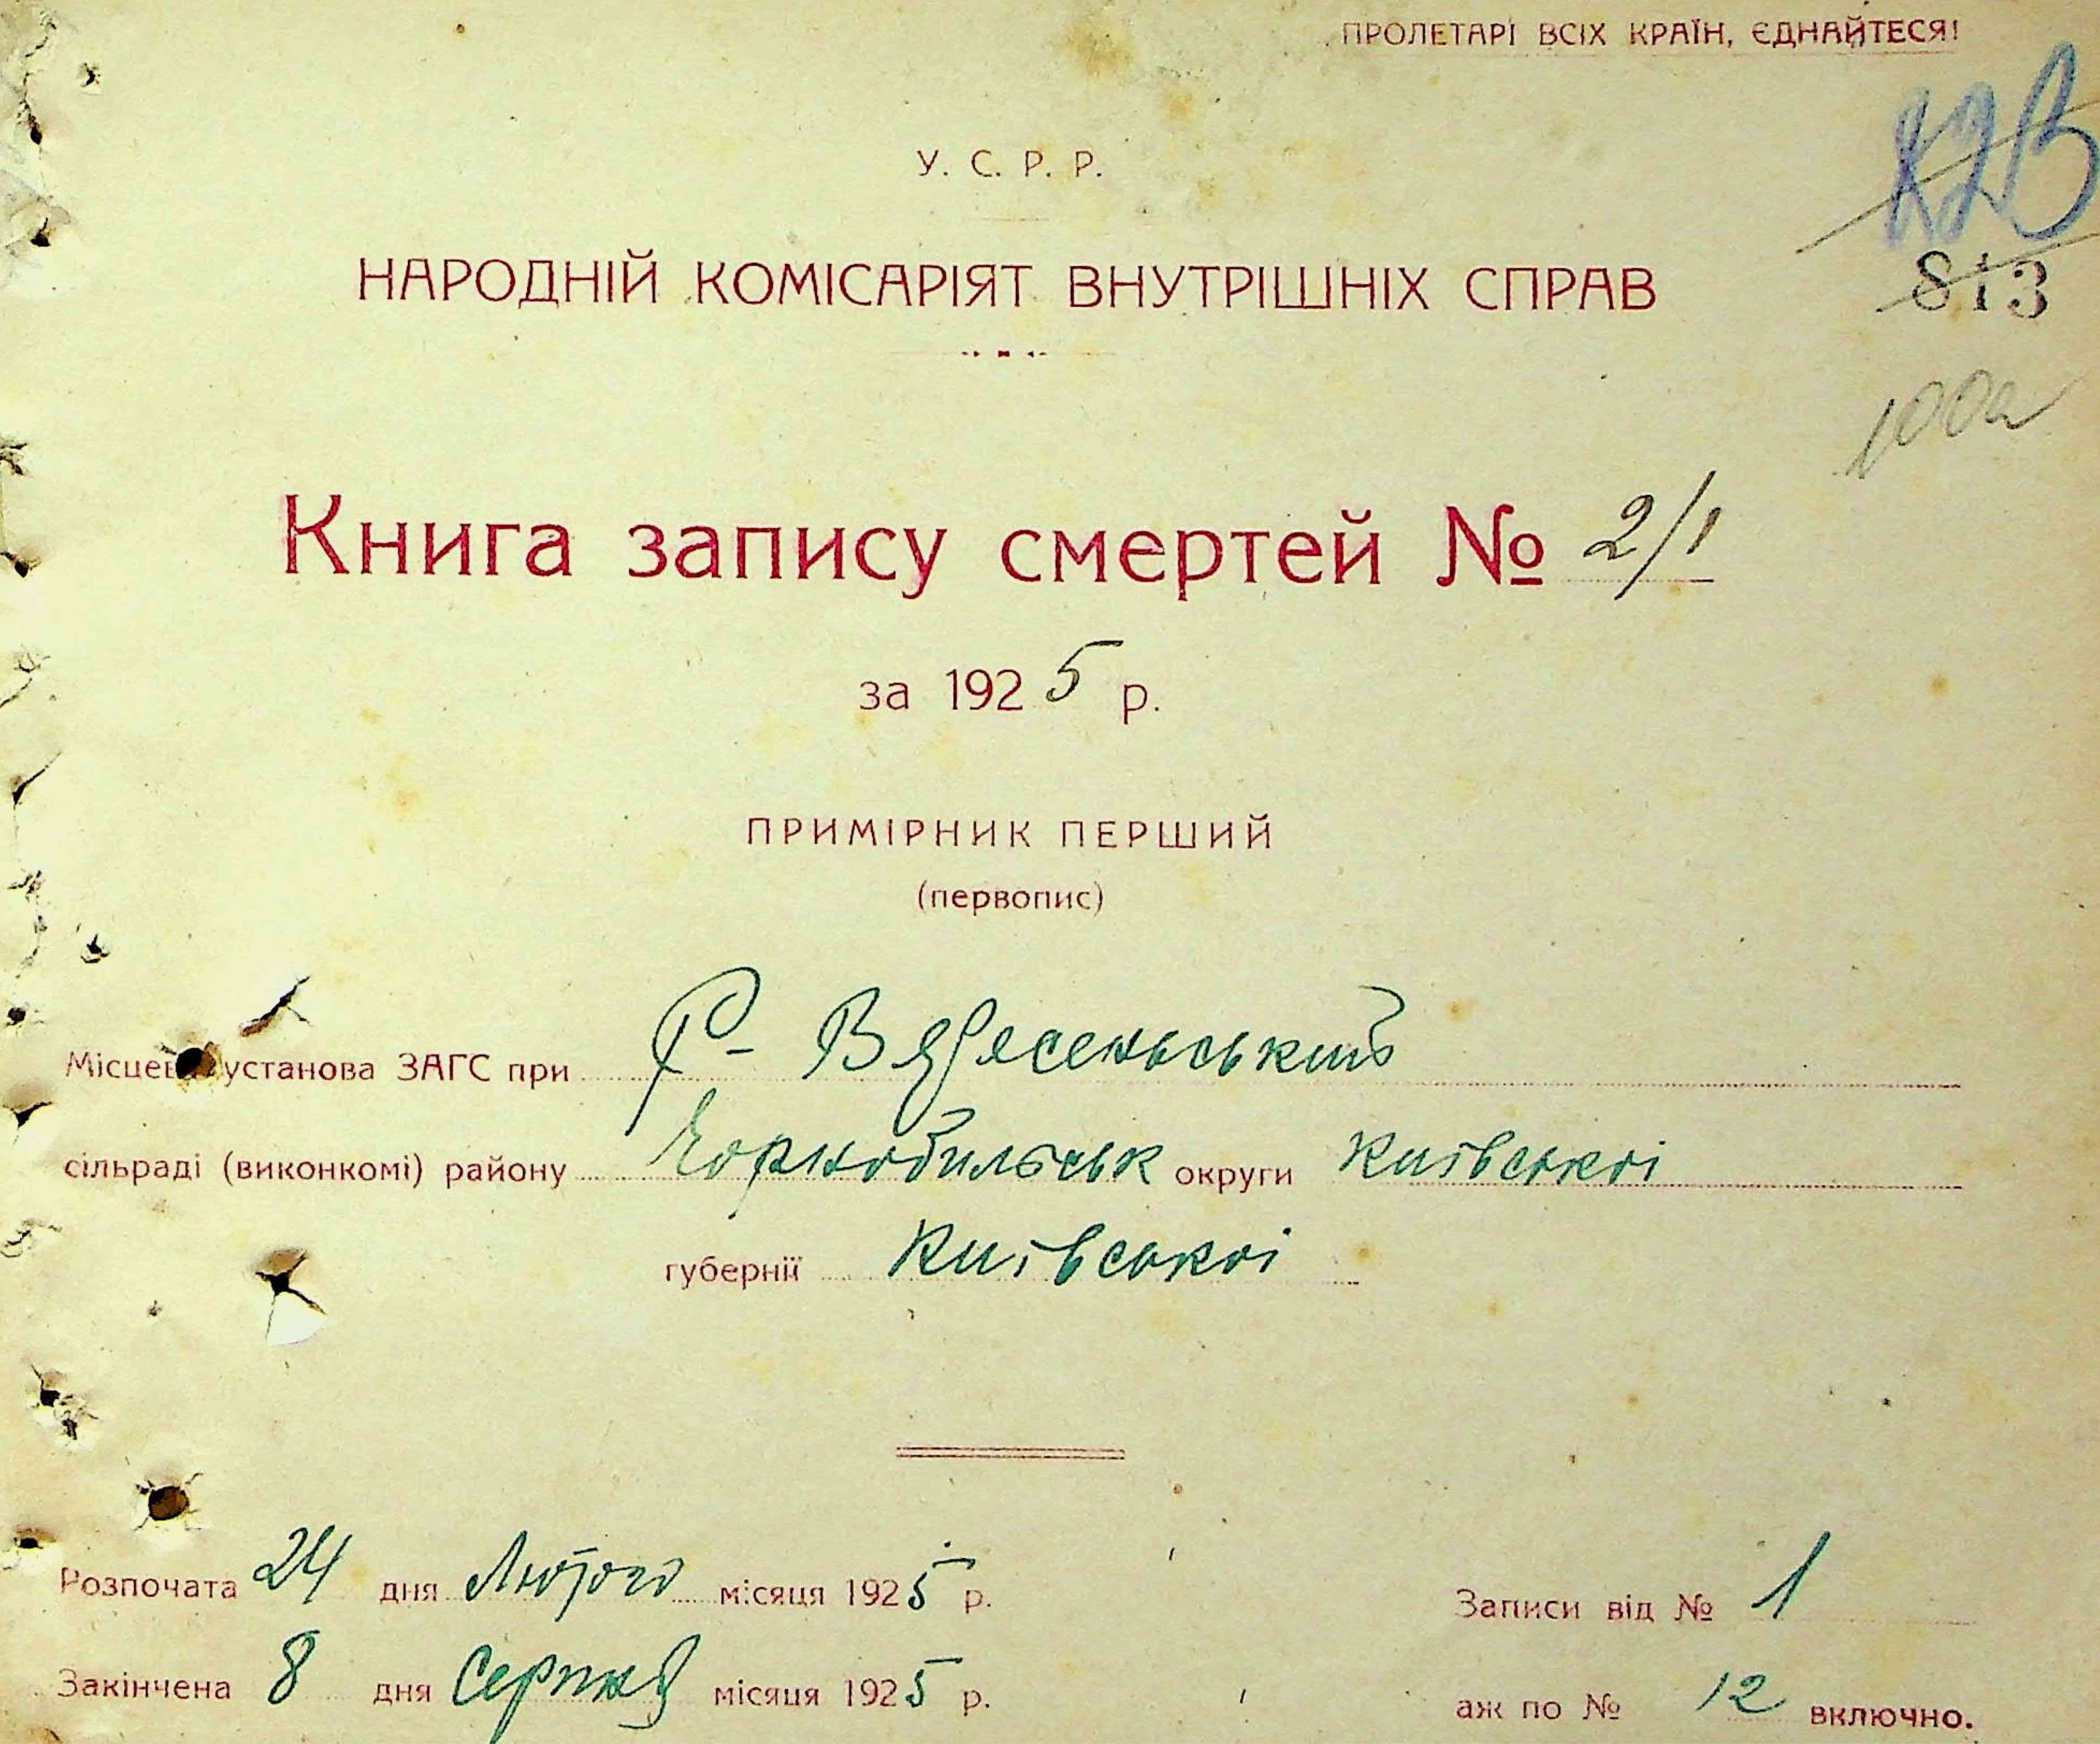 ПРОЛЕТАРІ ВСІХ КРАЇН, ЄДНАЙТЕСЯ!
У. С. Р. Р.
НАРОДНІЙ КОМІСАРІЯТ ВНУТРІШНІХ СПРАВ
813
100а
Книга запису смертей № 2/1
за 1925 р.
ПРИМІРНИК ПЕРШИЙ
(первопис)
Місцева установа ЗАГС при Р-
сільраді (виконкомі) району Чорнобильськ округи Київської
губернії Київської
Розпочата 24 дня Лютого місяця 1925 р.
Записи від № 1
Закінчена 8 дня Серпня місяця 1925 р.
аж по № 12 включно.